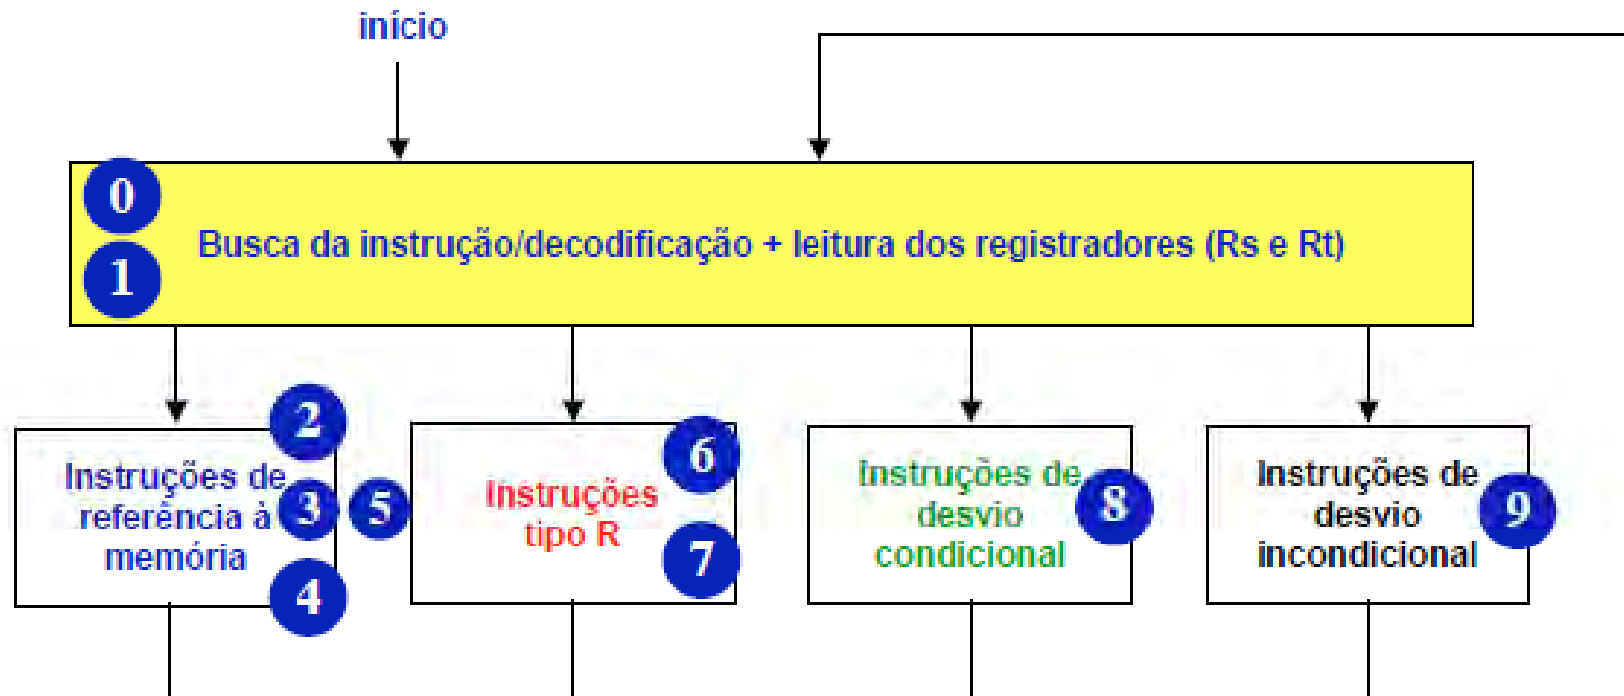 início
0
Busca da instrução/decodificação + leitura dos registradores (Rs e Rt)
1
2
Instruções de
referência à
memória
3
5
4
6
Instruções
tipo R
7
Instruções de
desvio
condicional
8
Instruções de
desvio
incondicional
9